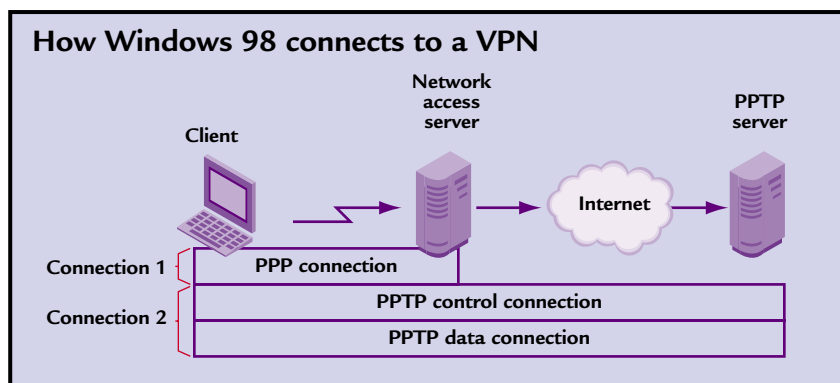 How Windows 98 connects to a VPN
Network
access
server
PPTP
server
Client
Internet
Connection 1
PPP connection
Connection 2
PPTP control connection
PPTP data connection